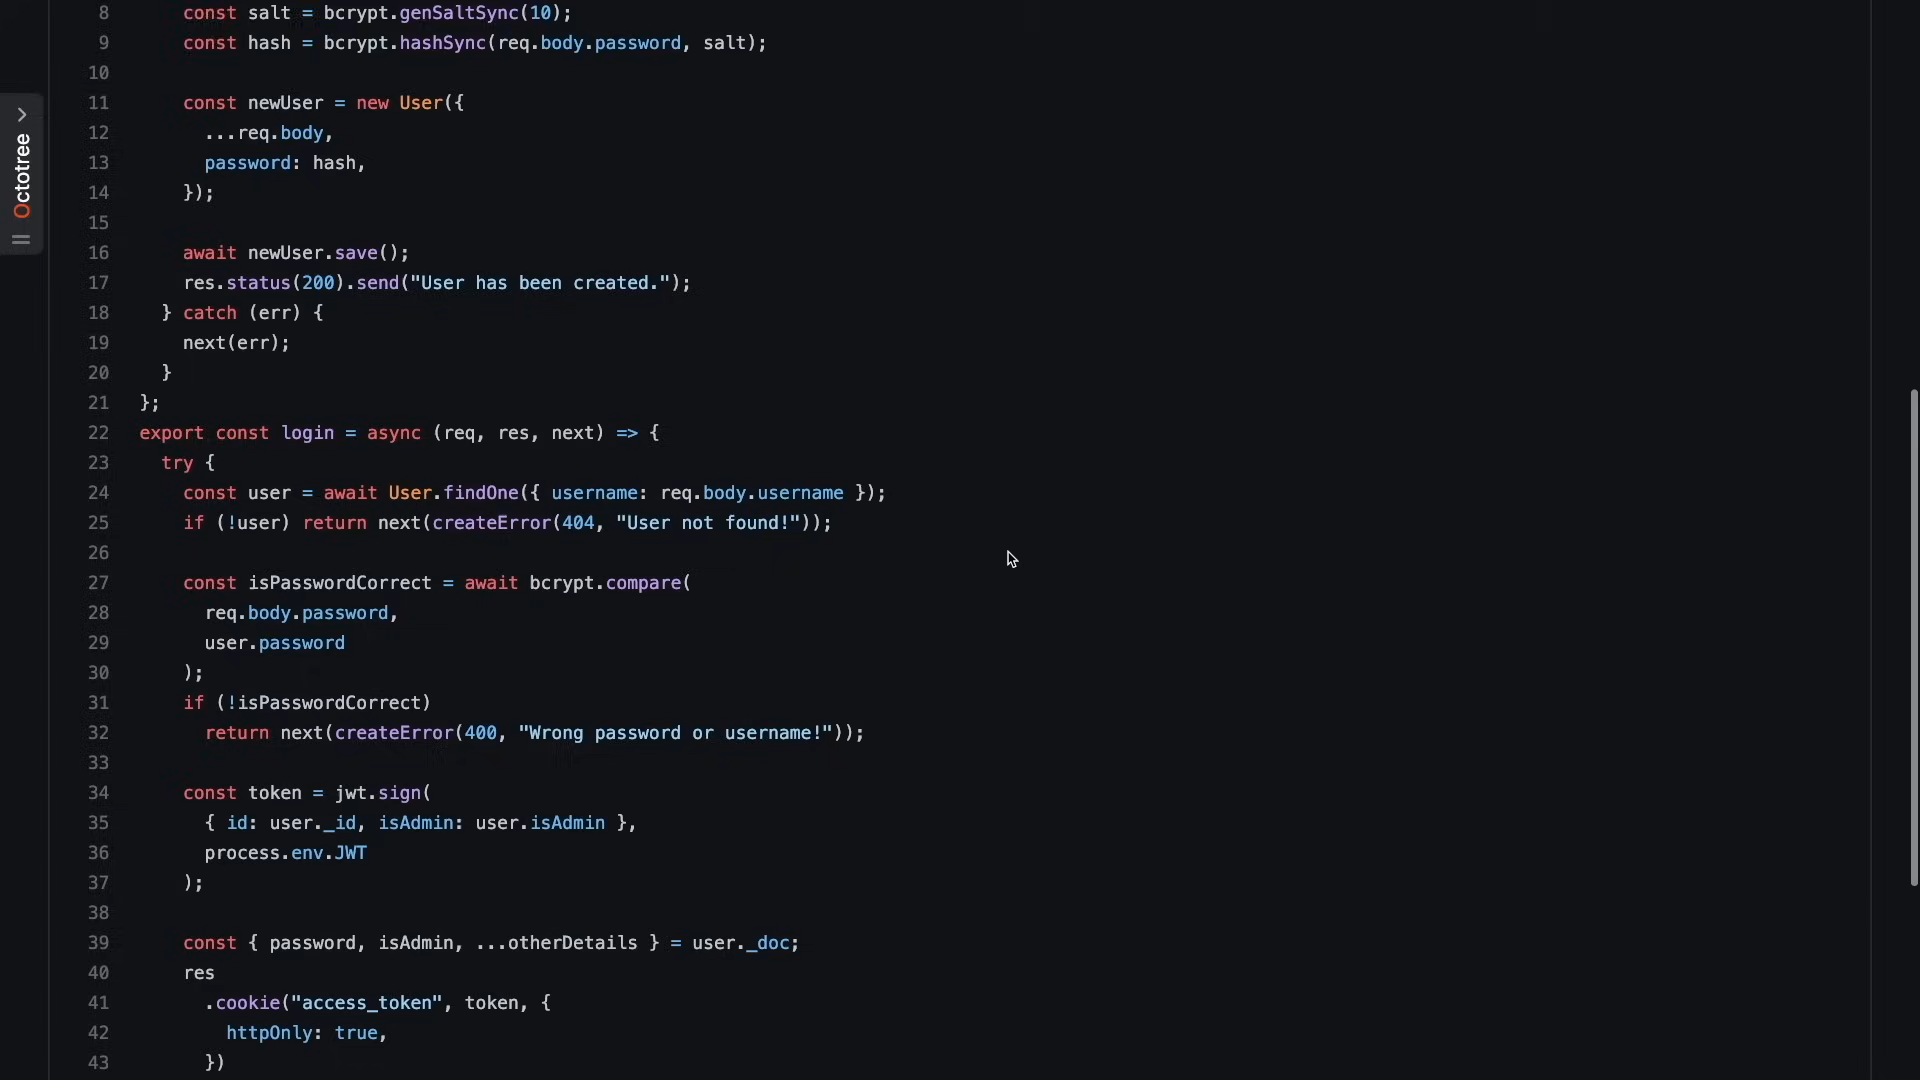 Octotree
8 const salt = bcrypt.genSaltSync(10);
9 const hash = bcrypt.hashSync(req.body.password, salt);
10
11 const newUser = new User({
12 ...req.body,
13 password: hash,
14 });
15
16 await newUser.save();
17 res.status(200).send("User has been created.");
18 } catch (err) {
19 next(err);
20 }
21 };
22 export const login = async (req, res, next) => {
23 try {
24 const user = await User.findOne({ username: req.body.username });
25 if (!user) return next(createError(404, "User not found!"));
26
27 const isPasswordCorrect = await bcrypt.compare(
28 req.body.password,
29 user.password
30 );
31 if (!isPasswordCorrect)
32 return next(createError(400, "Wrong password or username!"));
33
34 const token = jwt.sign(
35 { id: user._id, isAdmin: user.isAdmin },
36 process.env.JWT
37 );
38
39 const { password, isAdmin, ...otherDetails } = user._doc;
40 res
41 .cookie("access_token", token, {
42 httpOnly: true,
43 })